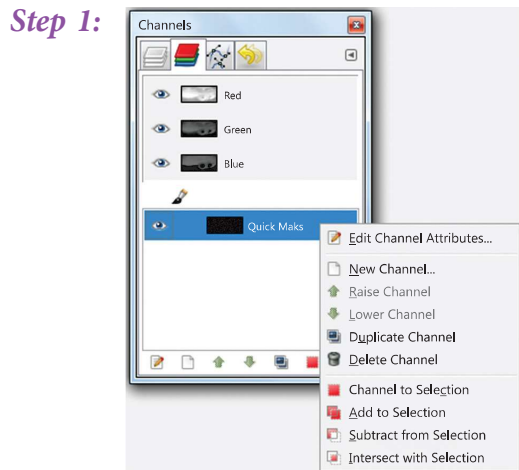 Step 1:
Channels
Red
Green
Blue
Quick Maks
Edit Channel Attributes...
New Channel...
Raise Channel
Lower Channel
Duplicate Channel
Delete Channel
Channel to Selection
Add to Selection
Subtract from Selection
Intersect with Selection